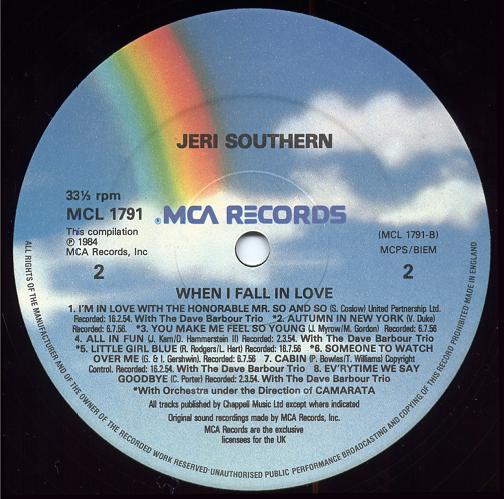 JERI SOUTHERN
33⅓ rpm
MCL 1791
This compilation
℗ 1984
MCA Records, Inc
2
MCA RECORDS
(MCL 1791-B)
MCPS/BIEM
2
WHEN I FALL IN LOVE
1. I'M IN LOVE WITH THE HONORABLE MR. SO AND SO (S. Coslow) United Partnership Ltd.
Recorded: 16.2.54. With The Dave Barbour Trio *2. AUTUMN IN NEW YORK (V. Duke)
Recorded: 6.7.56. *3. YOU MAKE ME FEEL SO YOUNG (J. Myrow/M. Gordon) Recorded: 6.7.56
4. ALL IN FUN (J. Kern/O. Hammerstein II) Recorded: 2.3.54. With The Dave Barbour Trio
*5. LITTLE GIRL BLUE (R. Rodgers/L. Hart) Recorded: 16.7.56 *6. SOMEONE TO WATCH
OVER ME (G. & I. Gershwin). Recorded: 6.7.56 7. CABIN (P. Bowles/T. Williams) Copyright
Control. Recorded: 16.2.54. With The Dave Barbour Trio 8. EV'RYTIME WE SAY
GOODBYE (C. Porter) Recorded: 2.3.54. With The Dave Barbour Trio
*With Orchestra under the Direction of CAMARATA
All tracks published by Chappell Music Ltd except where indicated
Original sound recordings made by MCA Records, Inc.
MCA Records are the exclusive
licensees for the UK
ALL RIGHTS OF THE MANUFACTURER AND OF THE OWNER OF THE RECORDED WORK RESERVED·UNAUTHORISED PUBLIC PERFORMANCE BROADCASTING AND COPYING OF THIS RECORD PROHIBITED·MADE IN ENGLAND